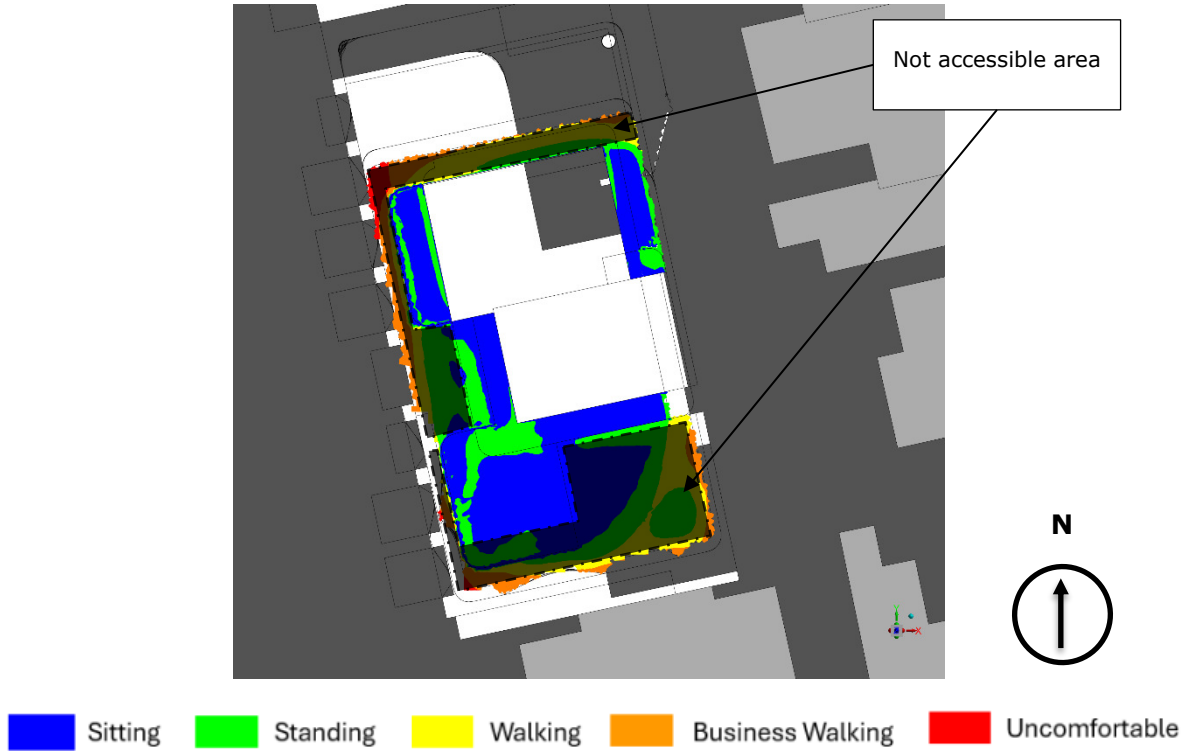 Not accessible area
N
Sitting
Standing
Walking
Business Walking
Uncomfortable